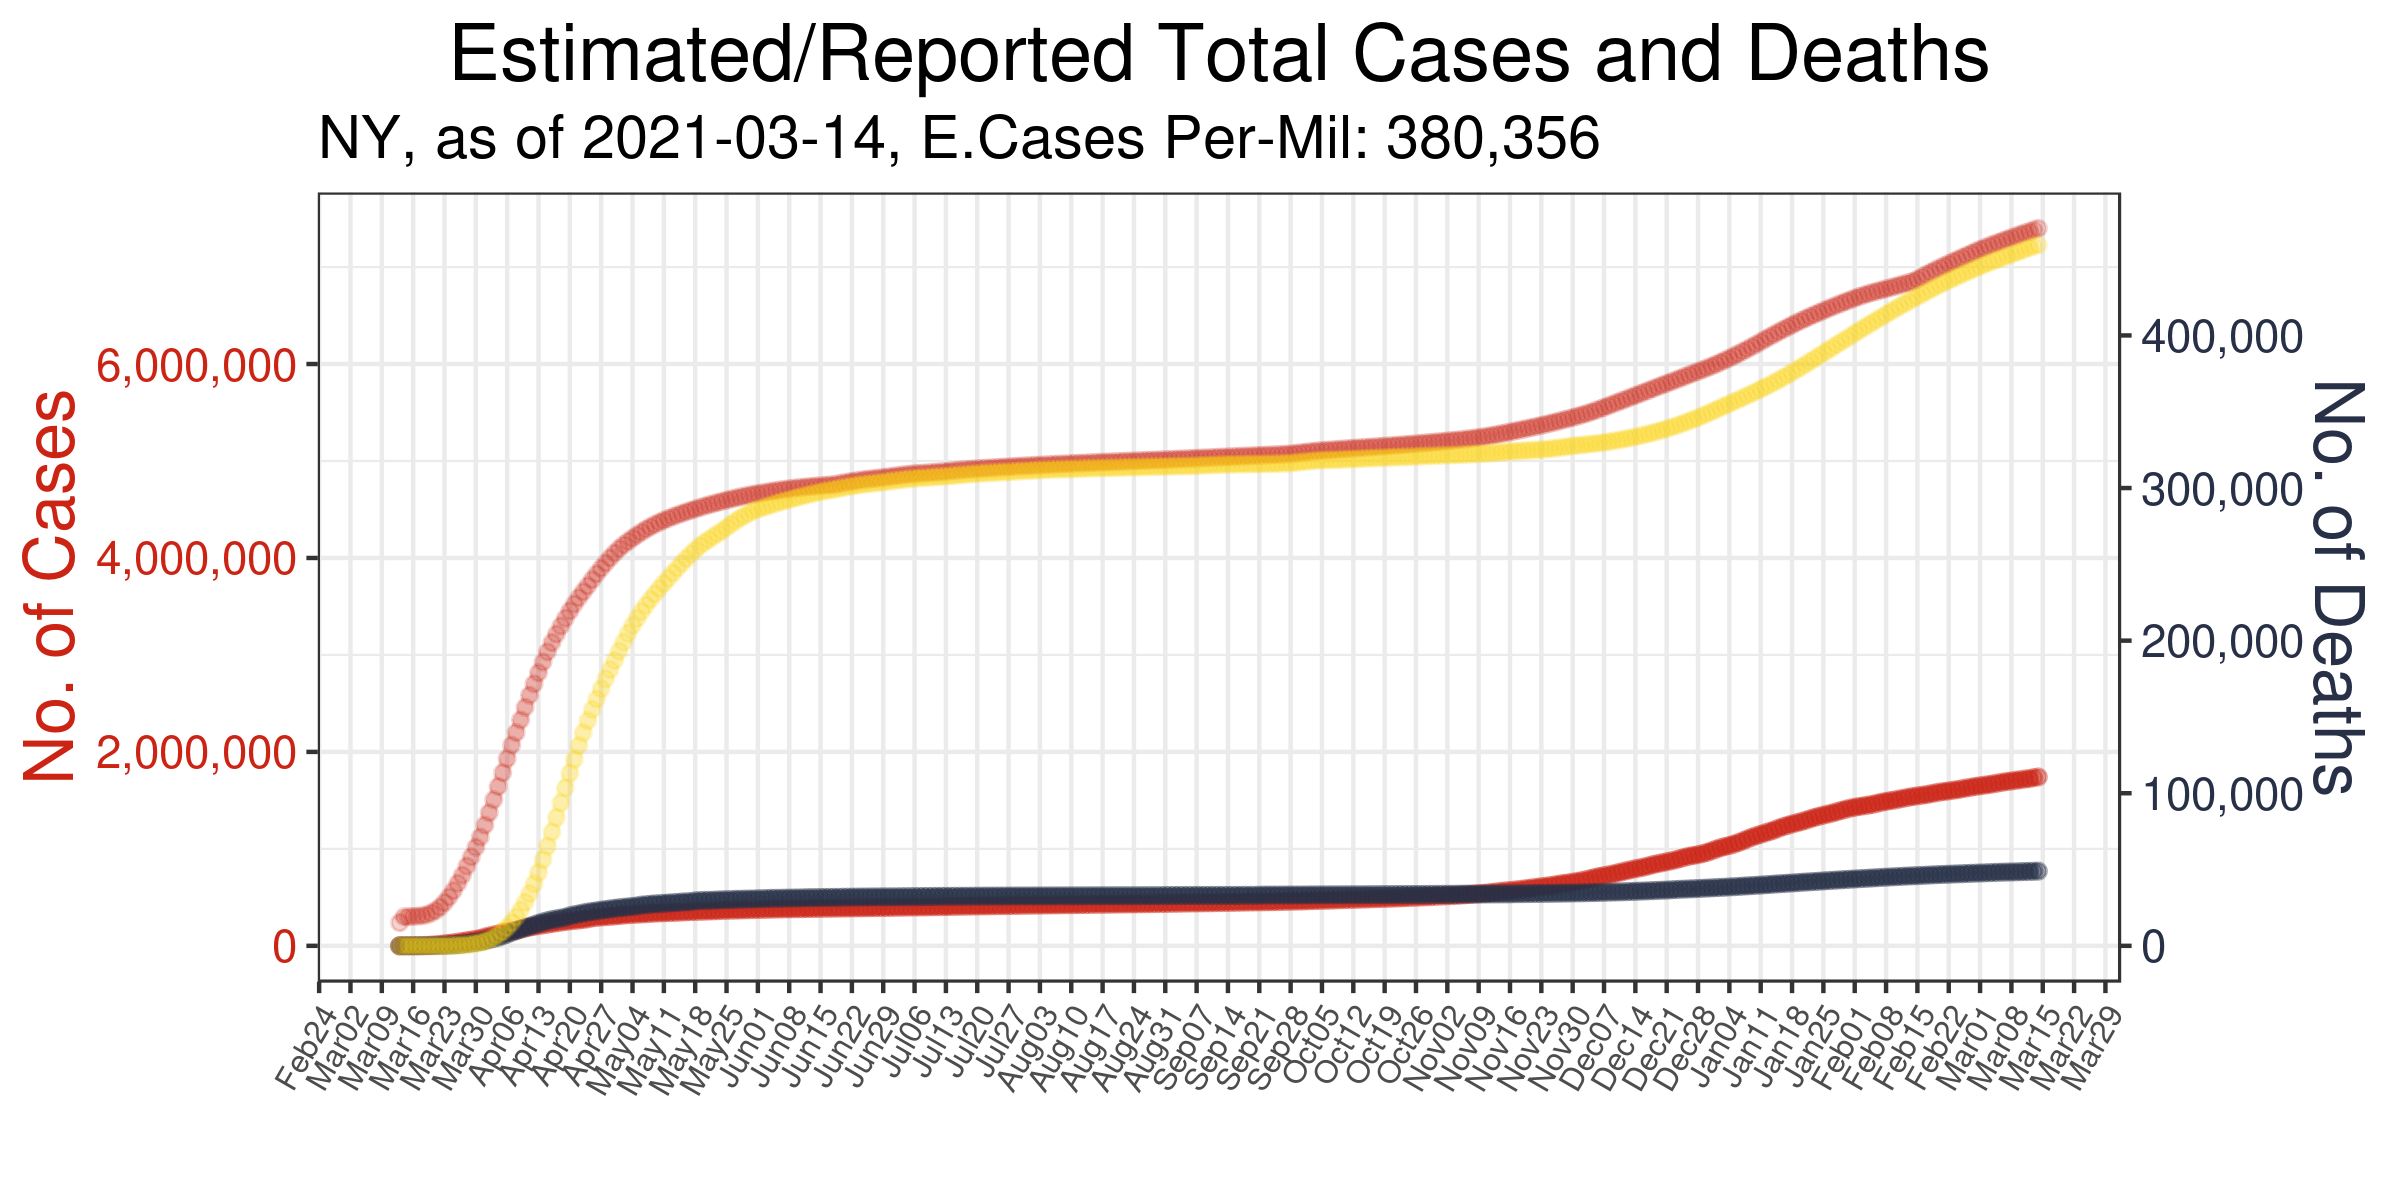 Estimated/Reported Total Cases and Deaths
NY, as of 2021-03-14, E.Cases Per-Mil: 380,356
No. of Cases
6,000,000
4,000,000
2,000,000
0
400,000
300,000
200,000
100,000
0
No. of Deaths
Feb24
Mar02
Mar09
Mar16
Mar23
Mar30
Apr06
Apr13
Apr20
Apr27
May04
May11
May18
May25
Jun01
Jun08
Jun15
Jun22
Jun29
Jul06
Jul13
Jul20
Jul27
Aug03
Aug10
Aug17
Aug24
Aug31
Sep07
Sep14
Sep21
Sep28
Oct05
Oct12
Oct19
Oct26
Nov02
Nov09
Nov16
Nov23
Nov30
Dec07
Dec14
Dec21
Dec28
Jan04
Jan11
Jan18
Jan25
Feb01
Feb08
Feb15
Feb22
Mar01
Mar08
Mar15
Mar22
Mar29